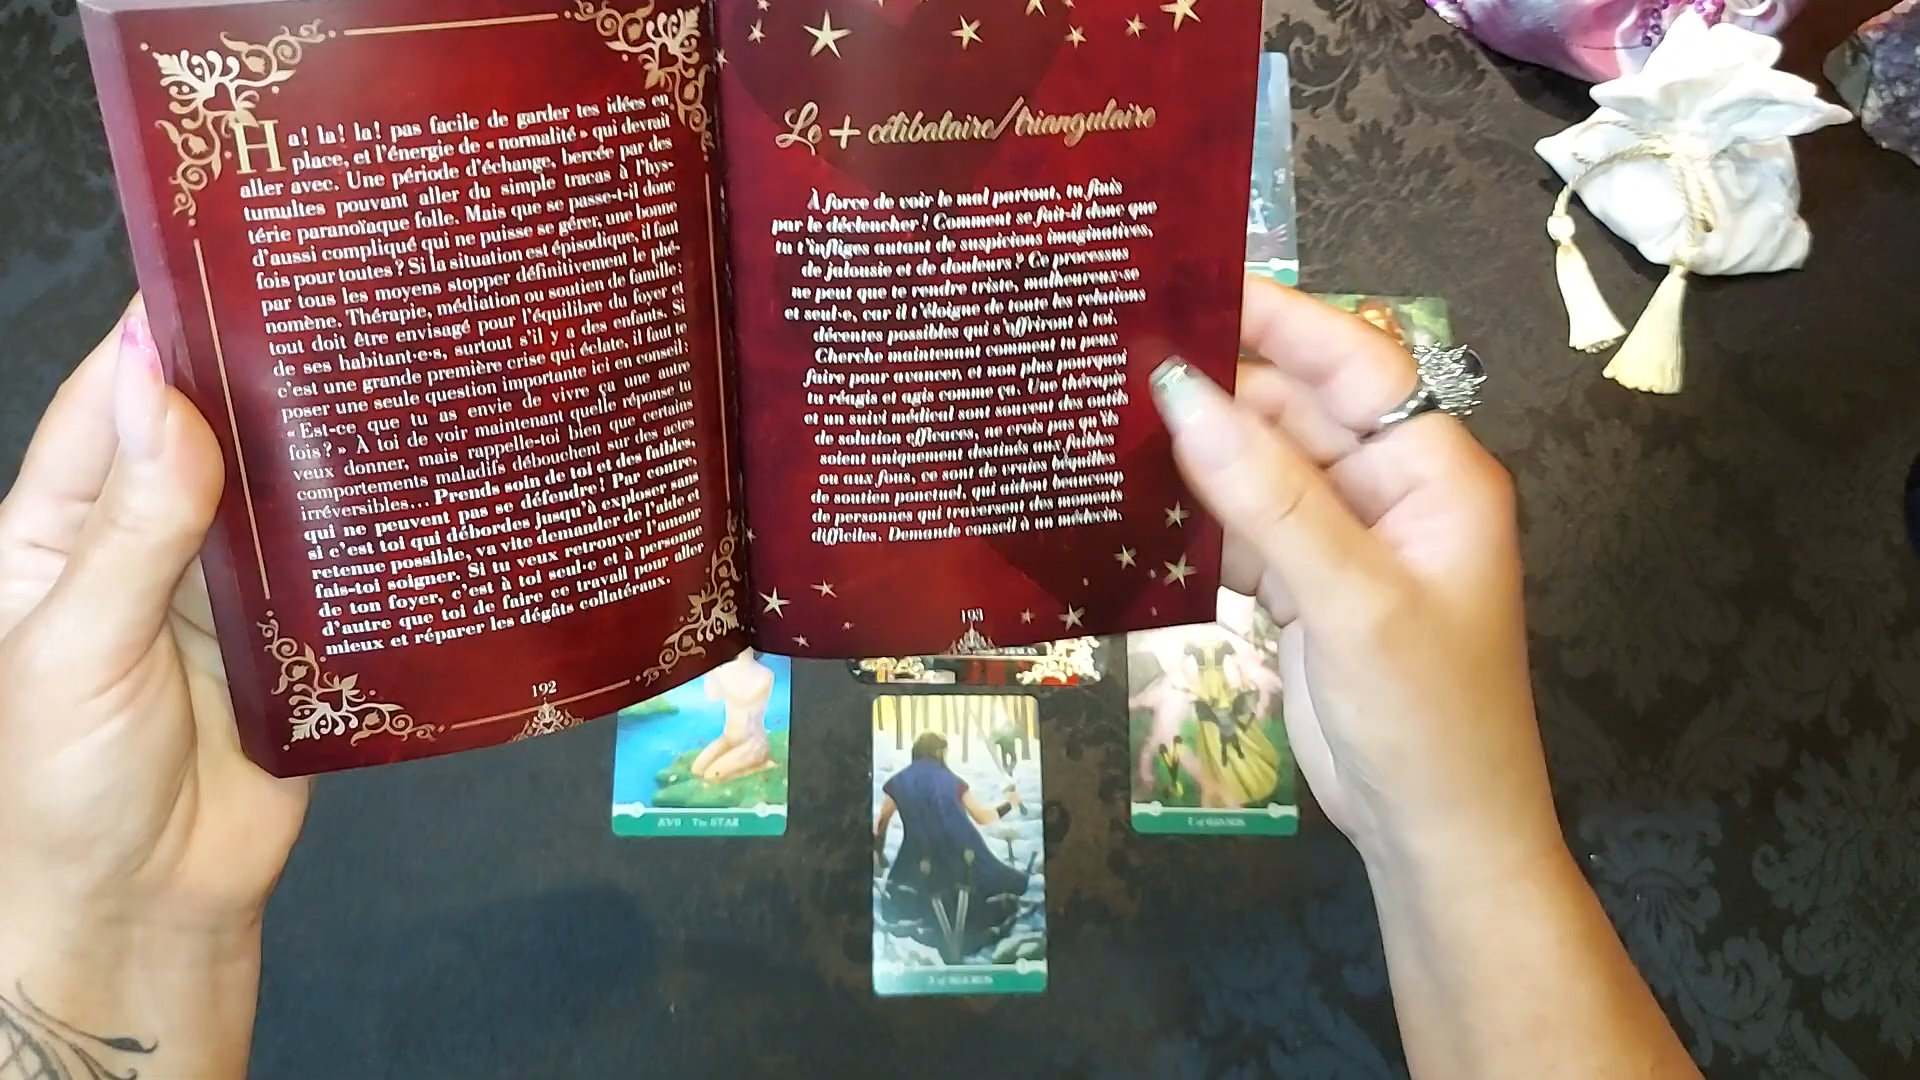 Ha! la! la! pas facile de garder tes idées en
place, et l'énergie de « normalité » qui devrait
aller avec. Une période d'échange, bercée par des
tumultes pouvant aller du simple tracas à l'hys-
térie paranoïaque folle. Mais que se passe-t-il donc
d'aussi compliqué qui ne puisse se gérer, une bonne
fois pour toutes ? Si la situation est épisodique, il faut
par tous les moyens stopper définitivement le phé-
nomène. Thérapie, médiation ou soutien de famille :
tout doit être envisagé pour l'équilibre du foyer et
de ses habitant·e·s, surtout s'il y a des enfants. Si
c'est une grande première crise qui éclate, il faut te
poser une seule question importante ici en conseil :
« Est-ce que tu as envie de vivre ça une autre
fois ? » À toi de voir maintenant quelle réponse tu
veux donner, mais rappelle-toi bien que certains
comportements maladifs débouchent sur des actes
irréversibles... Prends soin de toi et des faibles,
qui ne peuvent pas se défendre ! Par contre,
si c'est toi qui débordes jusqu'à exploser sans
retenue possible, va vite demander de l'aide et
fais-toi soigner. Si tu veux retrouver l'amour
de ton foyer, c'est à toi seul·e et à personne
d'autre que toi de faire ce travail pour aller
mieux et réparer les dégâts collatéraux.
192
Le + célibataire/triangulaire
À force de voir le mal partout, tu finis
par le déclencher ! Comment se fait-il donc que
tu t'infliges autant de suspicions imaginatives,
de jalousie et de douleurs ? Ce processus
ne peut que te rendre triste, malheureux·se
et seul·e, car il t'éloigne de toute les relations
décentes possibles qui s'offriront à toi.
Cherche maintenant comment tu peux
faire pour avancer, et non plus pourquoi
tu réagis et agis comme ça. Une thérapie
et un suivi médical sont souvent des outils
de solution efficaces, ne crois pas qu'ils
soient uniquement destinés aux faibles
ou aux fous, ce sont de vraies béquilles
de soutien ponctuel, qui aident beaucoup
de personnes qui traversent des moments
difficiles. Demande conseil à un médecin.
193
XVII - The STAR